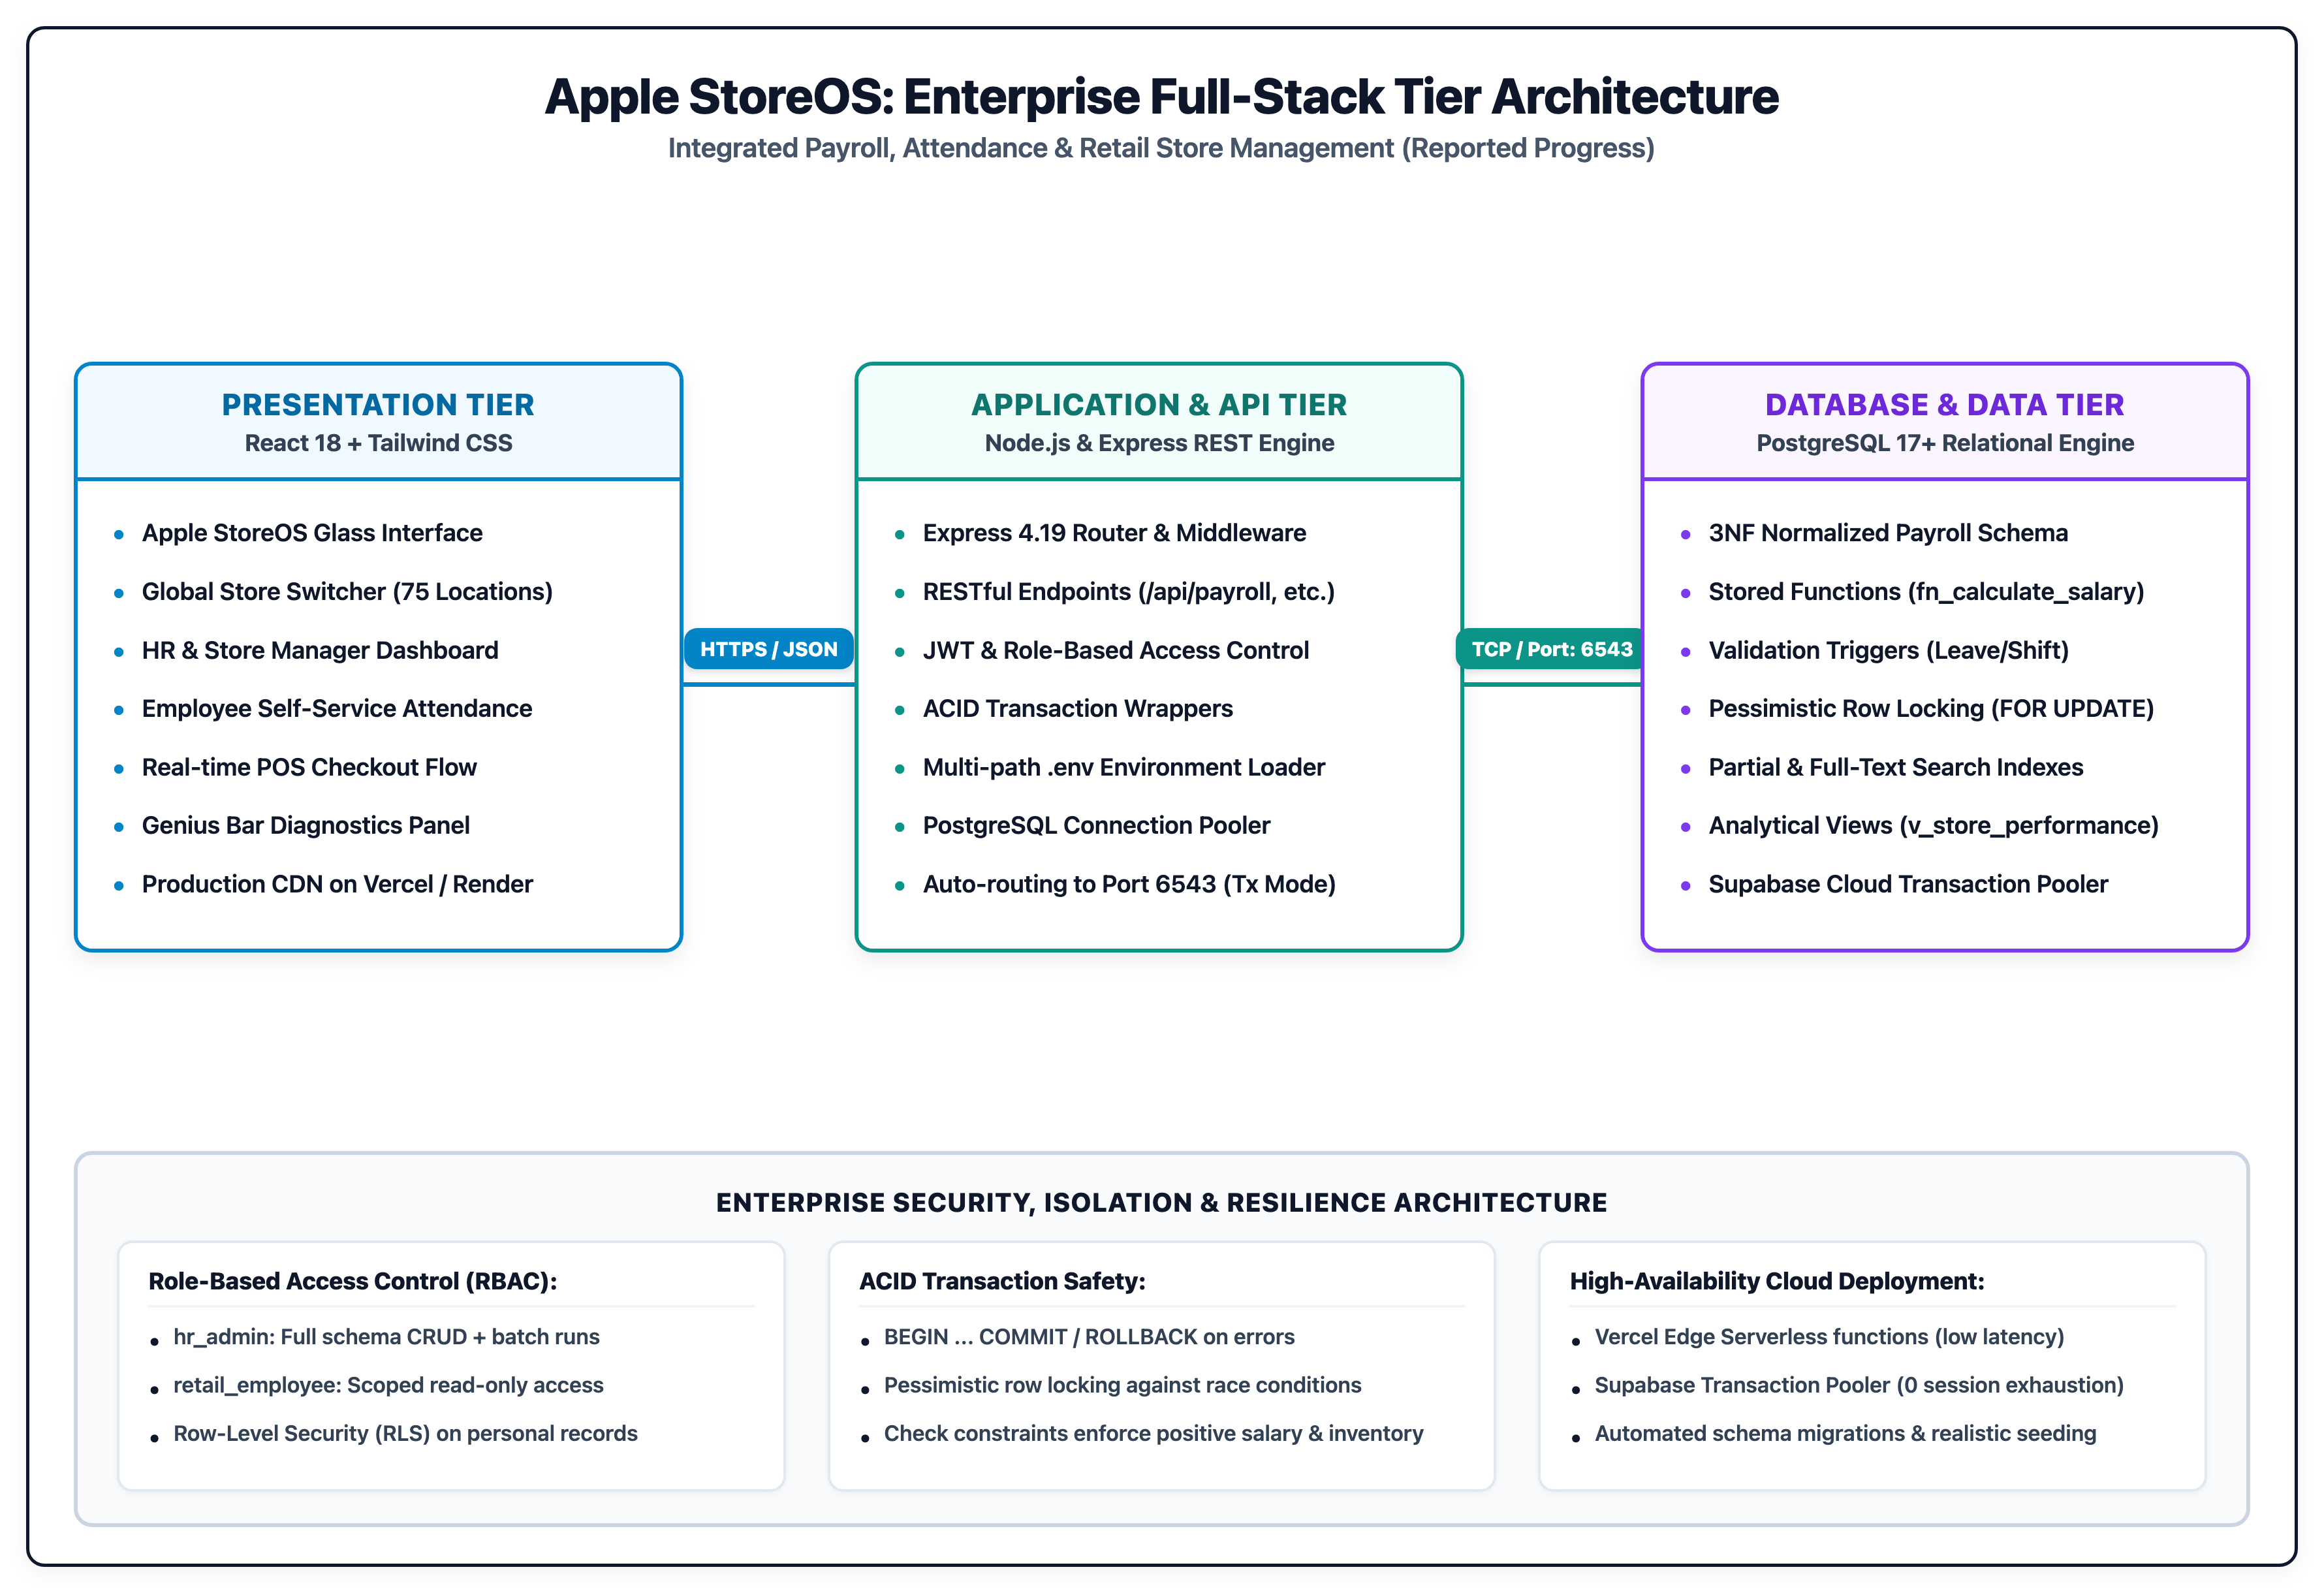 Apple StoreOS: Enterprise Full-Stack Tier Architecture
Integrated Payroll, Attendance & Retail Store Management (Reported Progress)
PRESENTATION TIER
React 18 + Tailwind CSS
• Apple StoreOS Glass Interface
• Global Store Switcher (75 Locations)
• HR & Store Manager Dashboard
• Employee Self-Service Attendance
• Real-time POS Checkout Flow
• Genius Bar Diagnostics Panel
• Production CDN on Vercel / Render
HTTPS / JSON
APPLICATION & API TIER
Node.js & Express REST Engine
• Express 4.19 Router & Middleware
• RESTful Endpoints (/api/payroll, etc.)
• JWT & Role-Based Access Control
• ACID Transaction Wrappers
• Multi-path .env Environment Loader
• PostgreSQL Connection Pooler
• Auto-routing to Port 6543 (Tx Mode)
TCP / Port: 6543
DATABASE & DATA TIER
PostgreSQL 17+ Relational Engine
• 3NF Normalized Payroll Schema
• Stored Functions (fn_calculate_salary)
• Validation Triggers (Leave/Shift)
• Pessimistic Row Locking (FOR UPDATE)
• Partial & Full-Text Search Indexes
• Analytical Views (v_store_performance)
• Supabase Cloud Transaction Pooler
ENTERPRISE SECURITY, ISOLATION & RESILIENCE ARCHITECTURE
Role-Based Access Control (RBAC):
• hr_admin: Full schema CRUD + batch runs
• retail_employee: Scoped read-only access
• Row-Level Security (RLS) on personal records
ACID Transaction Safety:
• BEGIN ... COMMIT / ROLLBACK on errors
• Pessimistic row locking against race conditions
• Check constraints enforce positive salary & inventory
High-Availability Cloud Deployment:
• Vercel Edge Serverless functions (low latency)
• Supabase Transaction Pooler (0 session exhaustion)
• Automated schema migrations & realistic seeding